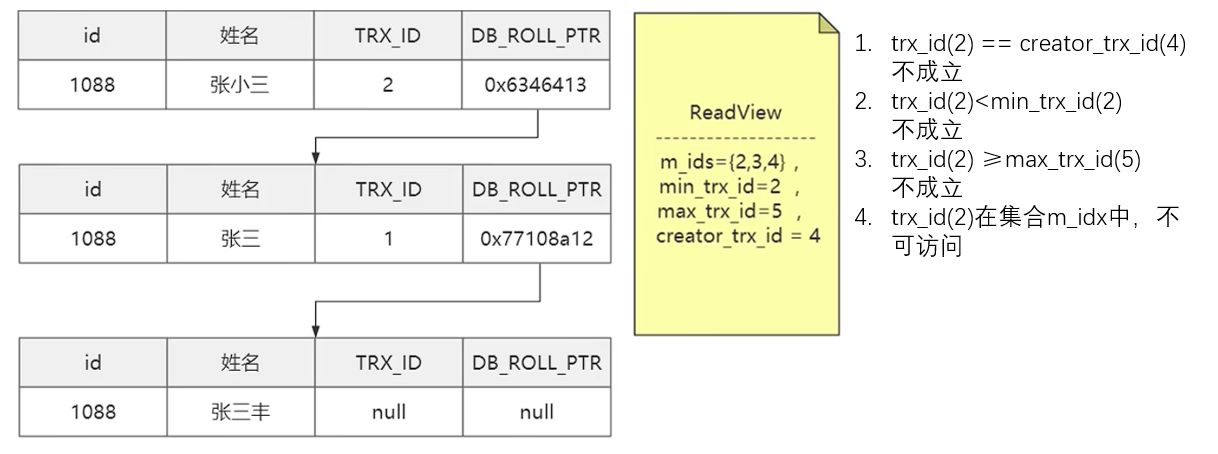 id 姓名 TRX_ID DB_ROLL_PTR
1088 张小三 2 0x6346413
id 姓名 TRX_ID DB_ROLL_PTR
1088 张三 1 0x77108a12
id 姓名 TRX_ID DB_ROLL_PTR
1088 张三丰 null null
ReadView
--------------------
m_ids={2,3,4} ,
min_trx_id=2 ,
max_trx_id=5 ,
creator_trx_id = 4
1. trx_id(2) == creator_trx_id(4)
不成立
2. trx_id(2)<min_trx_id(2)
不成立
3. trx_id(2) ≥max_trx_id(5)
不成立
4. trx_id(2)在集合m_idx中，不
可访问